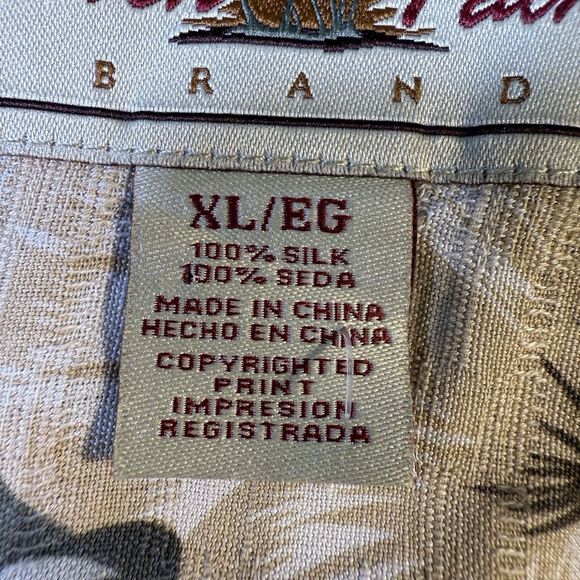 BRAND
XL/EG
100% SILK
100% SEDA
MADE IN CHINA
HECHO EN CHINA
COPYRIGHTED
PRINT
IMPRESION
REGISTRADA